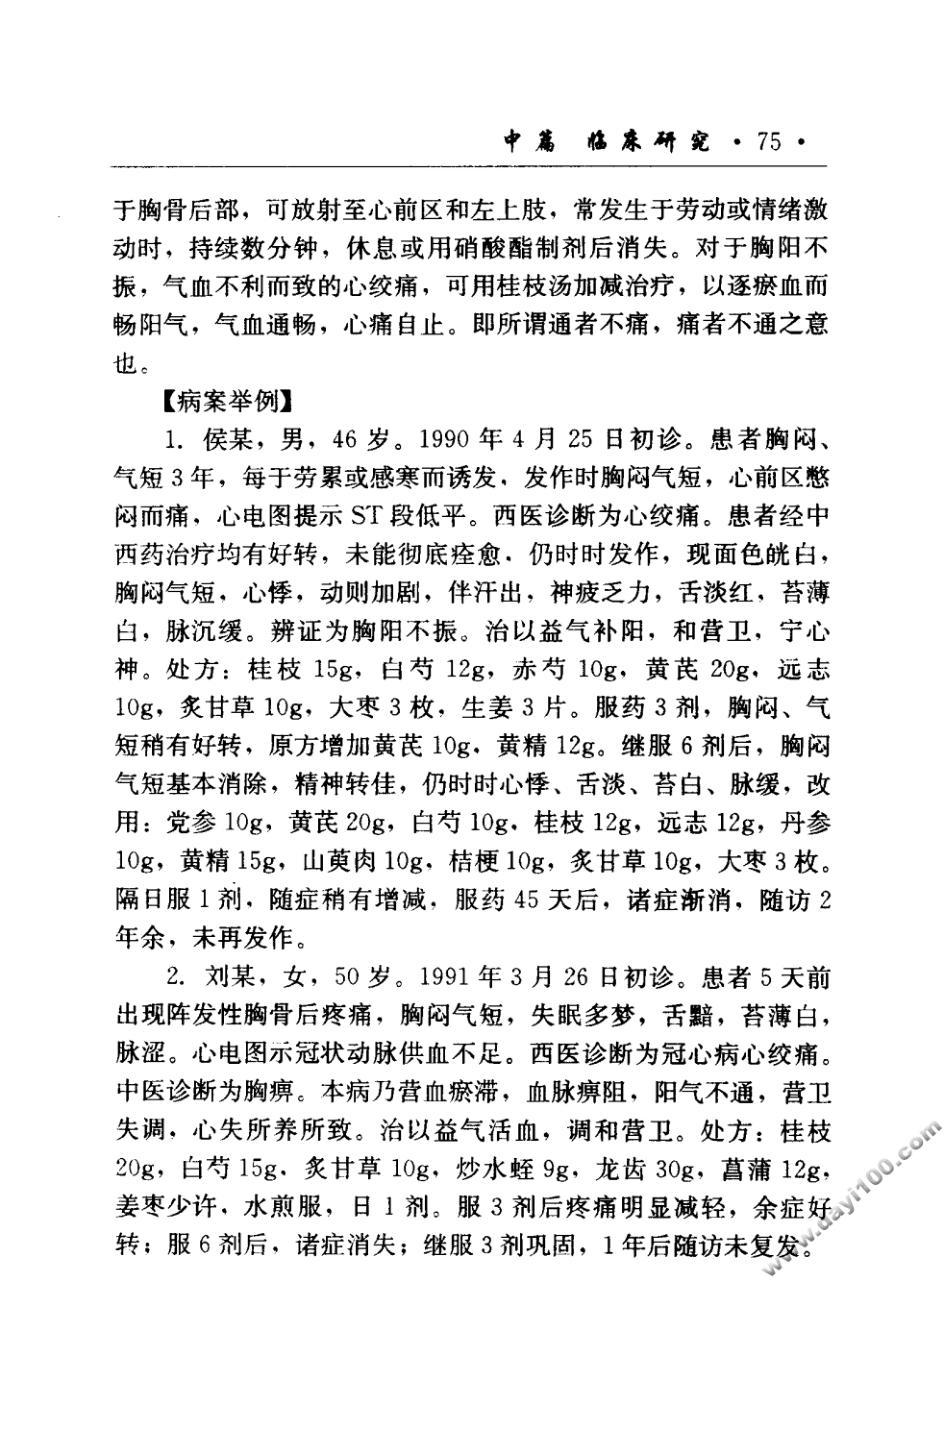 中篇 临床研究·75·
于胸骨后部，可放射至心前区和左上肢，常发生于劳动或情绪激
动时，持续数分钟，休息或用硝酸酯制剂后消失。对于胸阳不
振，气血不利而致的心绞痛，可用桂枝汤加减治疗，以逐瘀血而
畅阳气，气血通畅，心痛自止。即所谓通者不痛，痛者不通之意
也。
【病案举例】
1. 侯某，男，46 岁。1990 年 4 月 25 日初诊。患者胸闷、
气短 3 年，每于劳累或感寒而诱发，发作时胸闷气短，心前区憋
闷而痛，心电图提示 ST 段低平。西医诊断为心绞痛。患者经中
西药治疗均有好转，未能彻底痊愈，仍时时发作，现面色㿠白，
胸闷气短，心悸，动则加剧，伴汗出，神疲乏力，舌淡红，苔薄
白，脉沉缓。辨证为胸阳不振。治以益气补阳，和营卫，宁心
神。处方：桂枝 15g，白芍 12g，赤芍 10g，黄芪 20g，远志
10g，炙甘草 10g，大枣 3 枚，生姜 3 片。服药 3 剂，胸闷、气
短稍有好转，原方增加黄芪 10g，黄精 12g。继服 6 剂后，胸闷
气短基本消除，精神转佳，仍时时心悸、舌淡、苔白、脉缓，改
用：党参 10g，黄芪 20g，白芍 10g，桂枝 12g，远志 12g，丹参
10g，黄精 15g，山萸肉 10g，桔梗 10g，炙甘草 10g，大枣 3 枚。
隔日服 1 剂，随症稍有增减，服药 45 天后，诸症渐消，随访 2
年余，未再发作。
2. 刘某，女，50 岁。1991 年 3 月 26 日初诊。患者 5 天前
出现阵发性胸骨后疼痛，胸闷气短，失眠多梦，舌黯，苔薄白，
脉涩。心电图示冠状动脉供血不足。西医诊断为冠心病心绞痛。
中医诊断为胸痹。本病乃营血瘀滞，血脉痹阻，阳气不通，营卫
失调，心失所养所致。治以益气活血，调和营卫。处方：桂枝
20g，白芍 15g，炙甘草 10g，炒水蛭 9g，龙齿 30g，菖蒲 12g，
姜枣少许，水煎服，日 1 剂。服 3 剂后疼痛明显减轻，余症好
转；服 6 剂后，诸症消失；继服 3 剂巩固，1 年后随访未复发。
www.dayi100.com